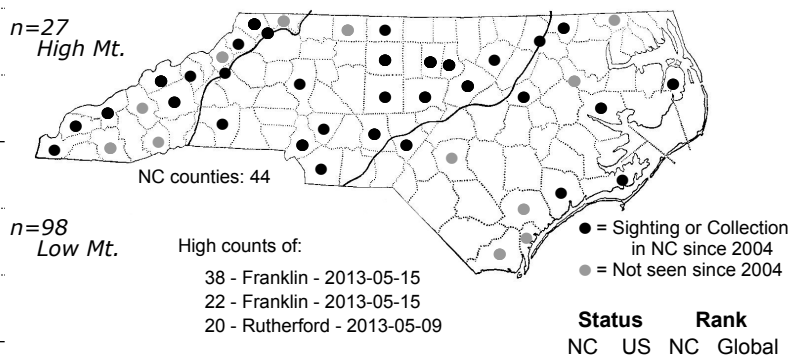 n=27
High Mt.
NC counties: 44
n=98
Low Mt.
High counts of:
38 - Franklin - 2013-05-15
22 - Franklin - 2013-05-15
20 - Rutherford - 2013-05-09
● = Sighting or Collection
in NC since 2004
● = Not seen since 2004
Status Rank
NC US NC Global